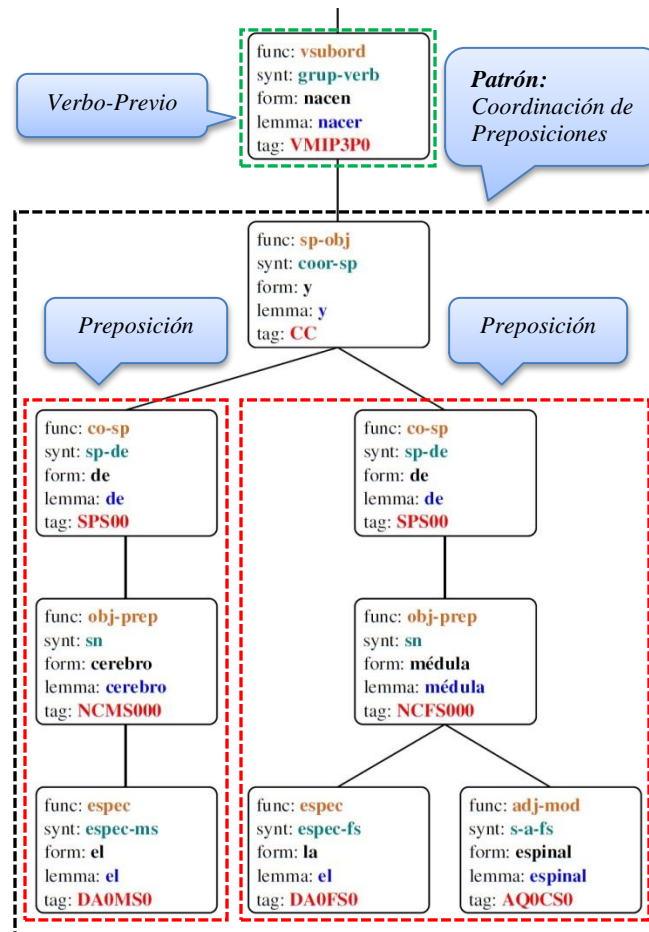 func: vsubord
synt: grup-verb
form: nacen
lemma: nacer
tag: VMIP3P0
Verbo-Previo
Patrón:
Coordinación de
Preposiciones
func: sp-obj
synt: coor-sp
form: y
lemma: y
tag: CC
Preposición
Preposición
func: co-sp
synt: sp-de
form: de
lemma: de
tag: SPS00
func: co-sp
synt: sp-de
form: de
lemma: de
tag: SPS00
func: obj-prep
synt: sn
form: cerebro
lemma: cerebro
tag: NCMS000
func: obj-prep
synt: sn
form: médula
lemma: médula
tag: NCFS000
func: espec
synt: espec-ms
form: el
lemma: el
tag: DA0MS0
func: espec
synt: espec-fs
form: la
lemma: el
tag: DA0FS0
func: adj-mod
synt: s-a-fs
form: espinal
lemma: espinal
tag: AQ0CS0